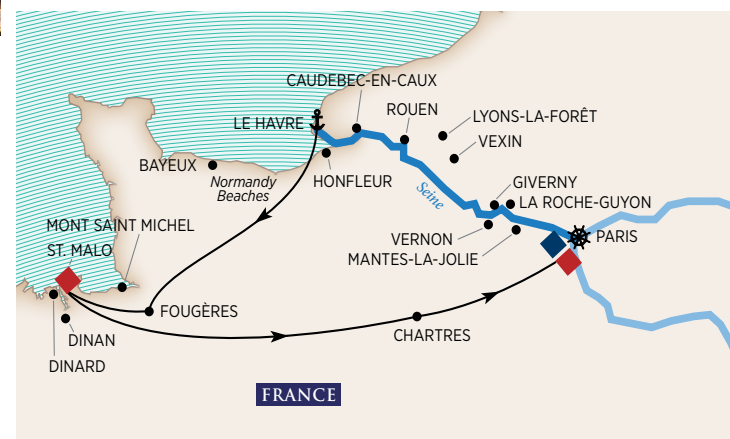 CAUDEBEC-EN-CAUX
ROUEN
LE HAVRE
LYONS-LA-FORÊT
VEXIN
BAYEUX
Normandy
Beaches
HONFLEUR
Seine
GIVERNY
LA ROCHE-GUYON
MONT SAINT MICHEL
VERNON
PARIS
ST. MALO
MANTES-LA-JOLIE
FOUGÈRES
CHARTRES
DINAN
DINARD
FRANCE